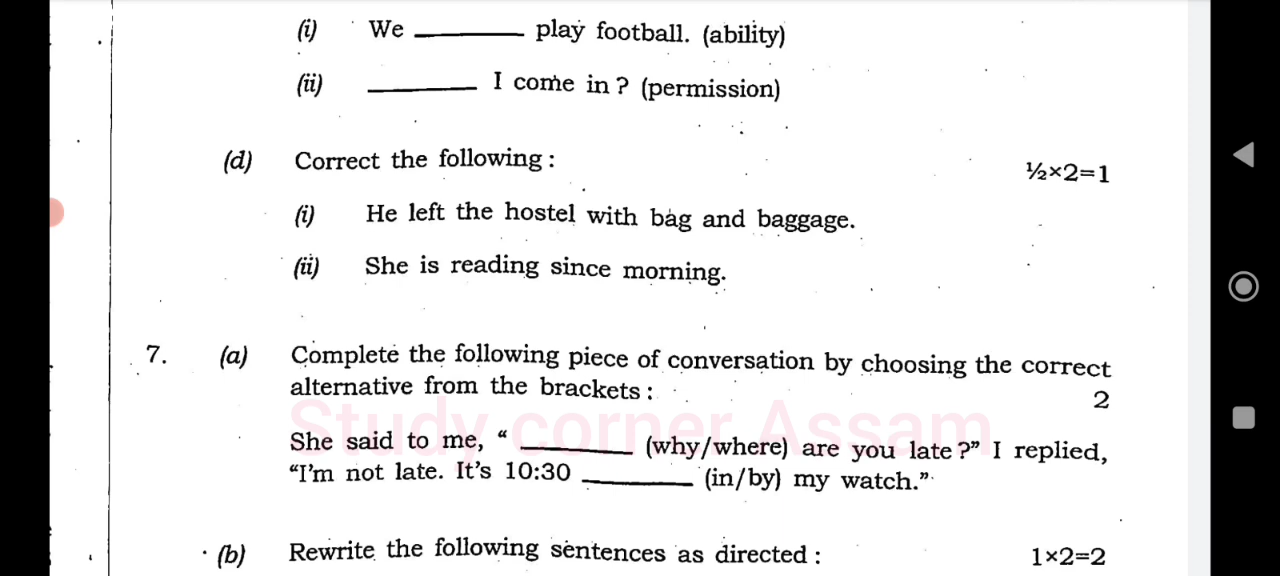 (i) We ________ play football. (ability)
(ii) ________ I come in ? (permission)
(d) Correct the following : ½×2=1
(i) He left the hostel with bag and baggage.
(ii) She is reading since morning.
7. (a) Complete the following piece of conversation by choosing the correct
alternative from the brackets : 2
Study corner Assam
She said to me, “ ________ (why/where) are you late ?” I replied,
“I'm not late. It's 10:30 ________ (in/by) my watch.”
(b) Rewrite the following sentences as directed : 1×2=2